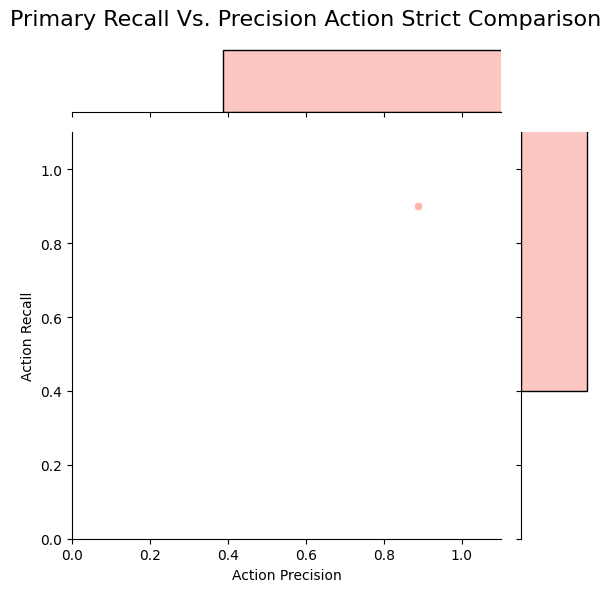 Primary Recall Vs. Precision Action Strict Comparison
1.0
0.8
0.6
0.4
0.2
0.0
Action Recall
0.0 0.2 0.4 0.6 0.8 1.0
Action Precision